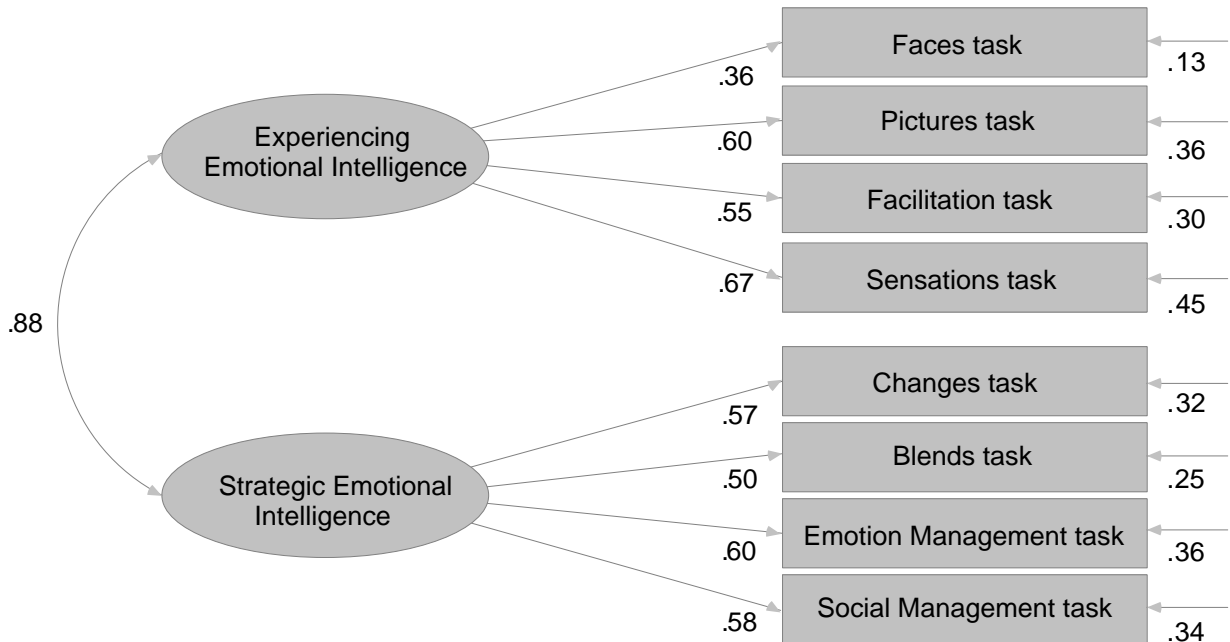 Faces task
.36
.13
Experiencing
Emotional Intelligence
Pictures task
.60
.36
Facilitation task
.55
.30
Sensations task
.67
.45
.88
Changes task
.57
.32
Strategic Emotional
Intelligence
Blends task
.50
.25
Emotion Management task
.60
.36
Social Management task
.58
.34